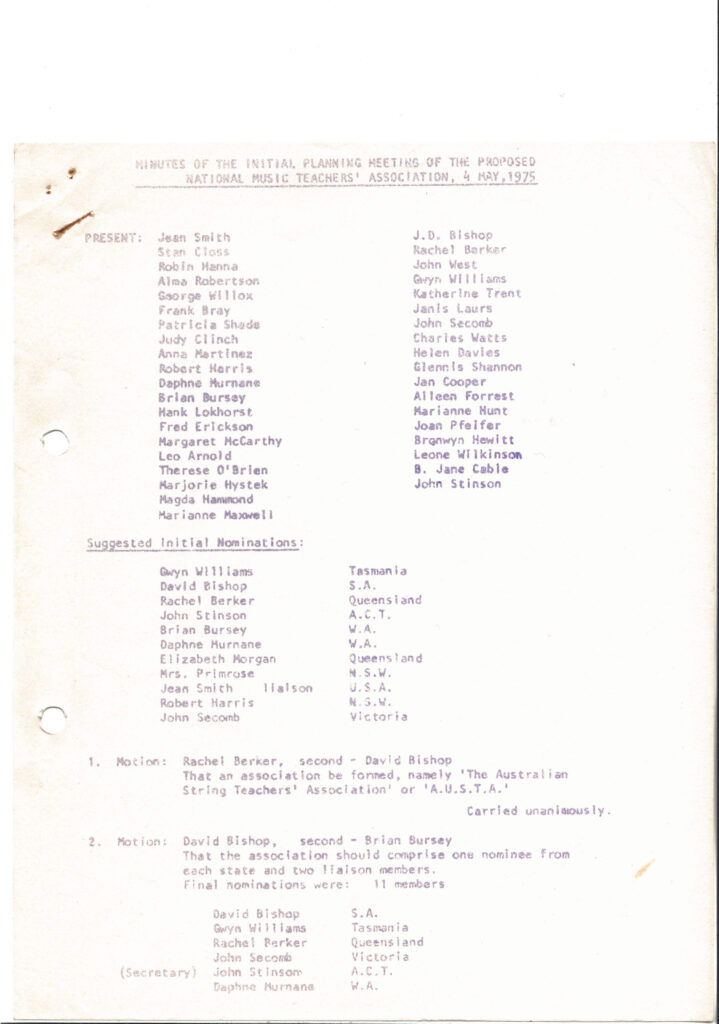 MINUTES OF THE INITIAL PLANNING MEETING OF THE PROPOSED
NATIONAL MUSIC TEACHERS' ASSOCIATION, 4 MAY, 1975
PRESENT: Jean Smith
Stan Closs
Robin Hanna
Alma Robertson
George Willox
Frank Bray
Patricia Shade
Judy Clinch
Anna Martinez
Robert Harris
Daphne Murnane
Brian Bursey
Hank Lokhorst
Fred Erickson
Margaret McCarthy
Leo Arnold
Therese O'Brien
Marjorie Hystek
Magda Hammond
Marianne Maxwell
J.D. Bishop
Rachel Berker
John West
Gwyn Williams
Katherine Trent
Janis Laurs
John Secomb
Charles Watts
Helen Davies
Glennis Shannon
Jan Cooper
Aileen Forrest
Marianne Hunt
Joan Pfeifer
Bronwyn Hewitt
Leone Wilkinson
B. Jane Cable
John Stinson
Suggested Initial Nominations:
Gwyn Williams Tasmania
David Bishop S.A.
Rachel Berker Queensland
John Stinson A.C.T.
Brian Bursey W.A.
Daphne Murnane W.A.
Elizabeth Morgan Queensland
Mrs. Primrose N.S.W.
Jean Smith liaison U.S.A.
Robert Harris N.S.W.
John Secomb Victoria
1. Motion: Rachel Berker, second - David Bishop
That an association be formed, namely 'The Australian
String Teachers' Association' or 'A.U.S.T.A.'
Carried unanimously.
2. Motion: David Bishop, second - Brian Bursey
That the association should comprise one nominee from
each state and two liaison members.
Final nominations were: 11 members
David Bishop S.A.
Gwyn Williams Tasmania
Rachel Berker Queensland
John Secomb Victoria
(Secretary) John Stinson A.C.T.
Daphne Murnane W.A.